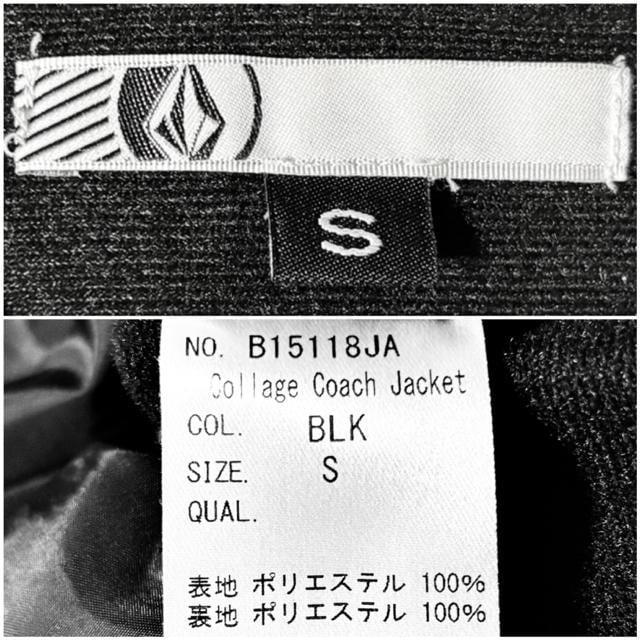 S
NO. B15118JA
Collage Coach Jacket
COL. BLK
SIZE. S
QUAL.
表地 ポリエステル 100%
裏地 ポリエステル 100%